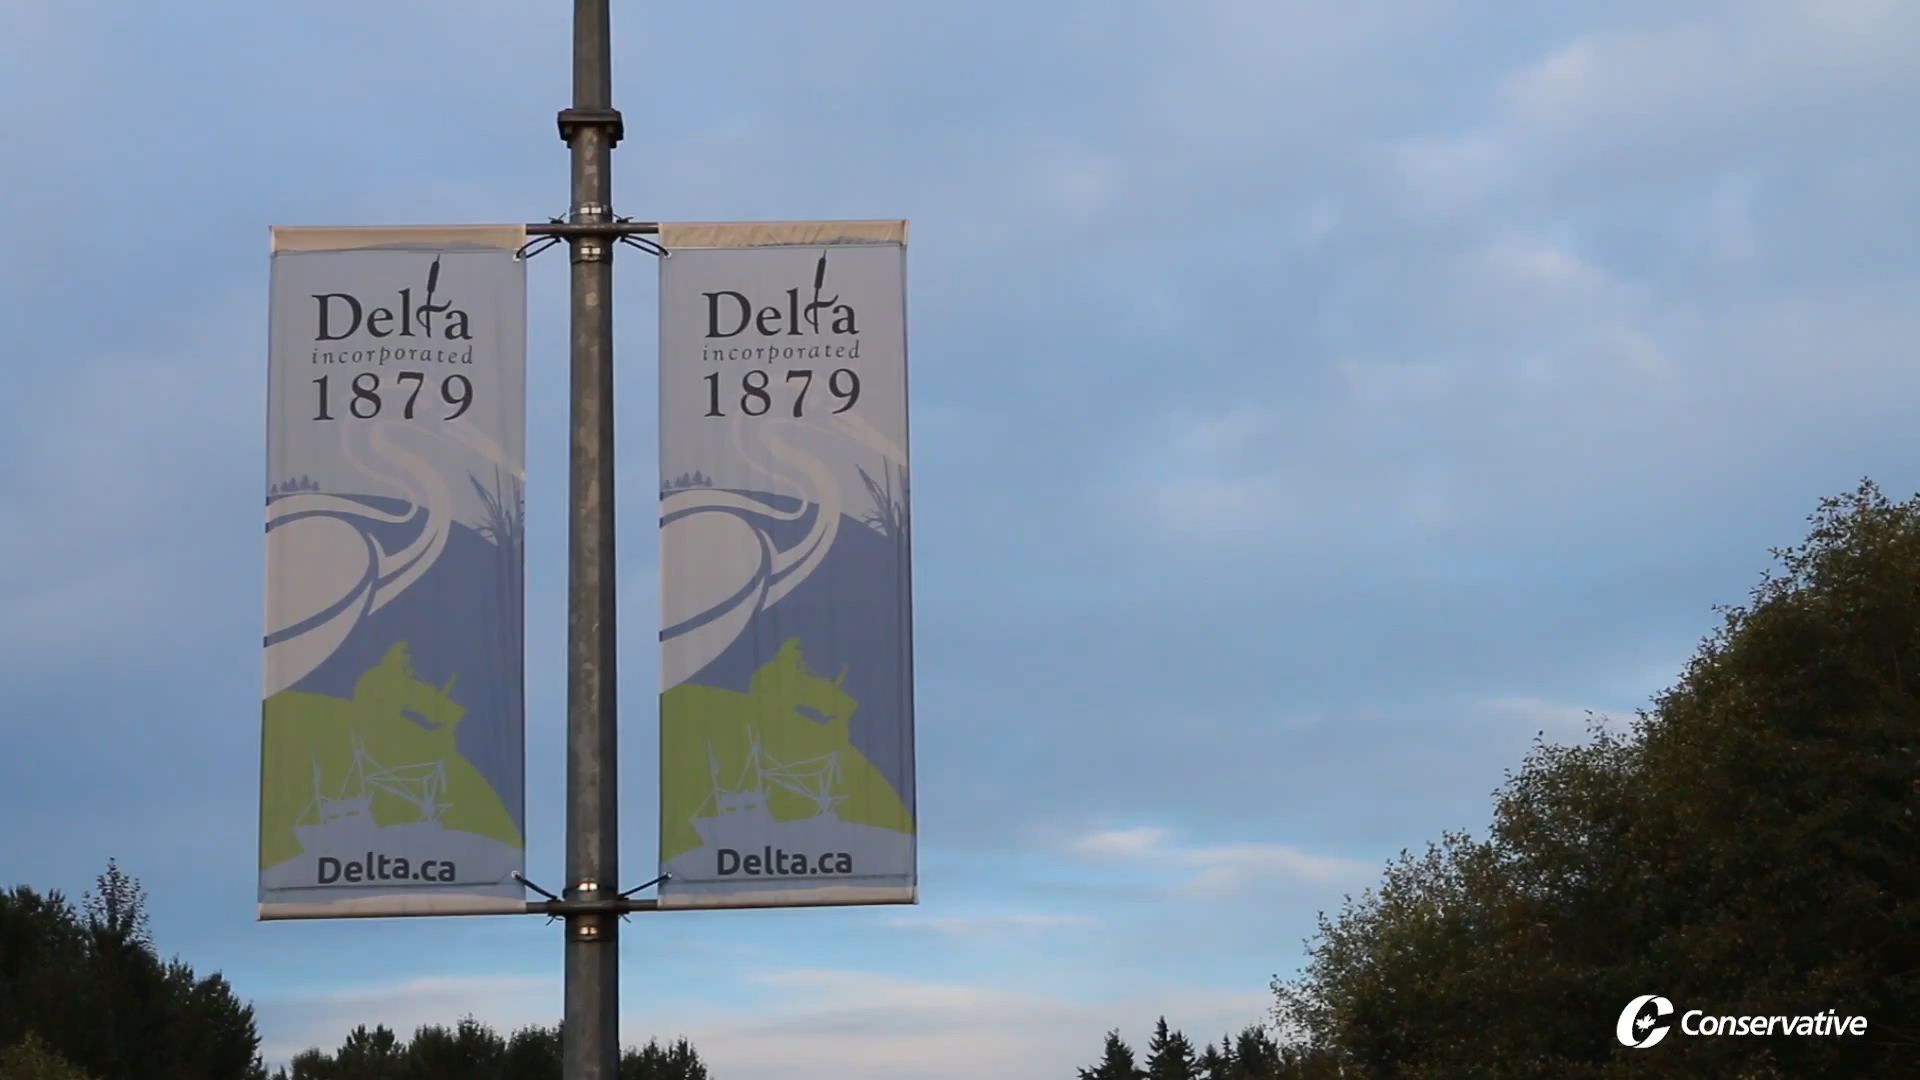 Delta
incorporated
1879
Delta.ca
Delta
incorporated
1879
Delta.ca
Conservative